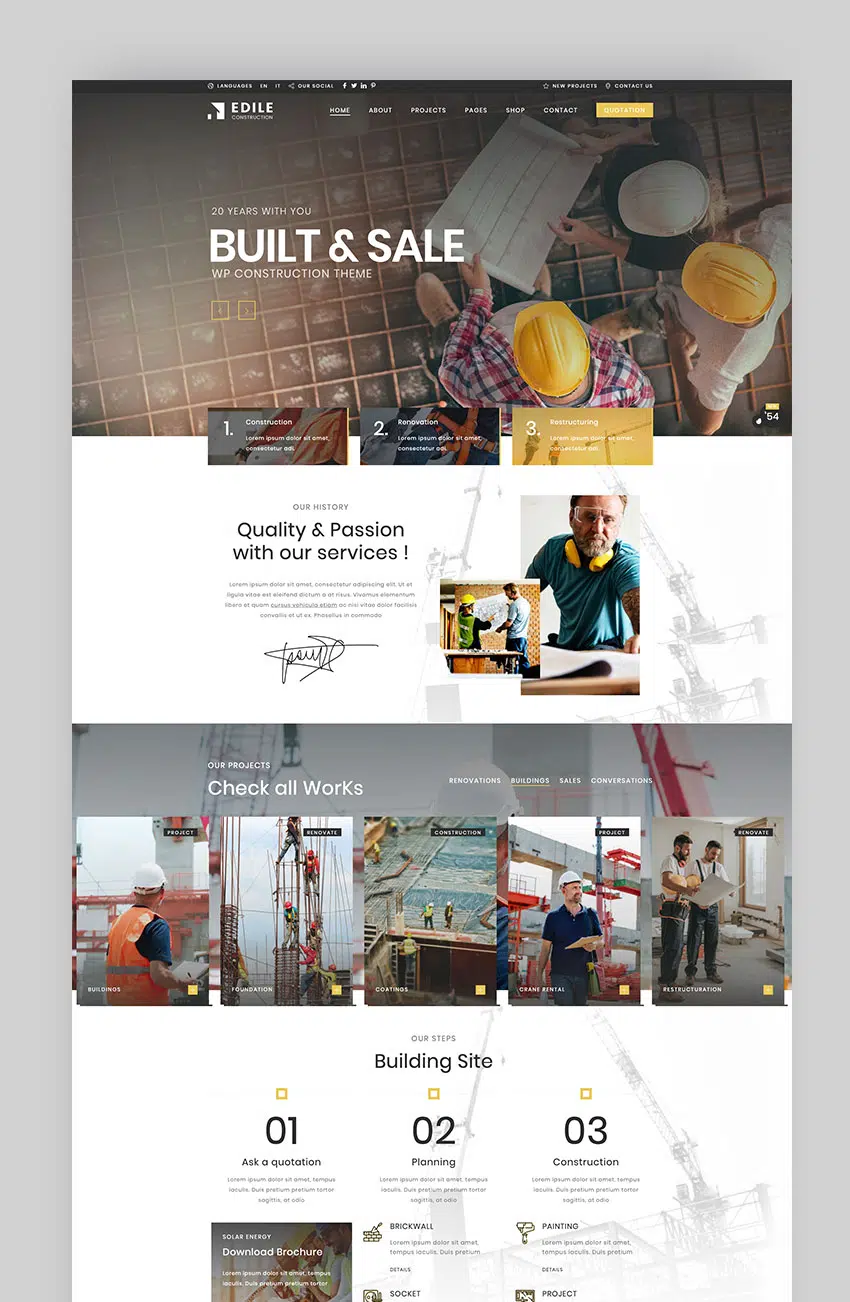 LANGUAGES EN IT OUR SOCIAL
NEW PROJECTS CONTACT US
EDILE
CONSTRUCTION
HOME ABOUT PROJECTS PAGES SHOP CONTACT QUOTATION
20 YEARS WITH YOU
BUILT & SALE
WP CONSTRUCTION THEME
'54
1. Construction
Lorem ipsum dolor sit amet,
consectetur adi.
2. Renovation
Lorem ipsum dolor sit amet,
consectetur adi.
3. Restructuring
Lorem ipsum dolor sit amet,
consectetur adi.
OUR HISTORY
Quality & Passion
with our services !
Lorem ipsum dolor sit amet, consectetur adipiscing elit. Ut et
ligula vitae est eleifend dictum a at risus. Vivamus elementum
libero et quam cursus vehicula etiam ac nisi vitae dolor facilisis
convallis et ut ex. Phasellus in commodo
OUR PROJECTS
Check all WorKs
RENOVATIONS BUILDINGS SALES CONVERSATIONS
PROJECT
RENOVATE
CONSTRUCTION
PROJECT
RENOVATE
BUILDINGS
FOUNDATION
COATINGS
CRANE RENTAL
RESTRUCTURATION
OUR STEPS
Building Site
01
Ask a quotation
Lorem ipsum dolor sit amet, tempus
iaculis. Duis pretium pretium tortor
sagittis, at odio
02
Planning
Lorem ipsum dolor sit amet, tempus
iaculis. Duis pretium pretium tortor
sagittis, at odio
03
Construction
Lorem ipsum dolor sit amet, tempus
iaculis. Duis pretium pretium tortor
sagittis, at odio
SOLAR ENERGY
Download Brochure
Lorem ipsum dolor sit amet, tempus
iaculis. Duis pretium pretium tortor
BRICKWALL
Lorem ipsum dolor sit amet,
tempus iaculis. Duis pretium
DETAILS
PAINTING
Lorem ipsum dolor sit amet,
tempus iaculis. Duis pretium
DETAILS
SOCKET
PROJECT